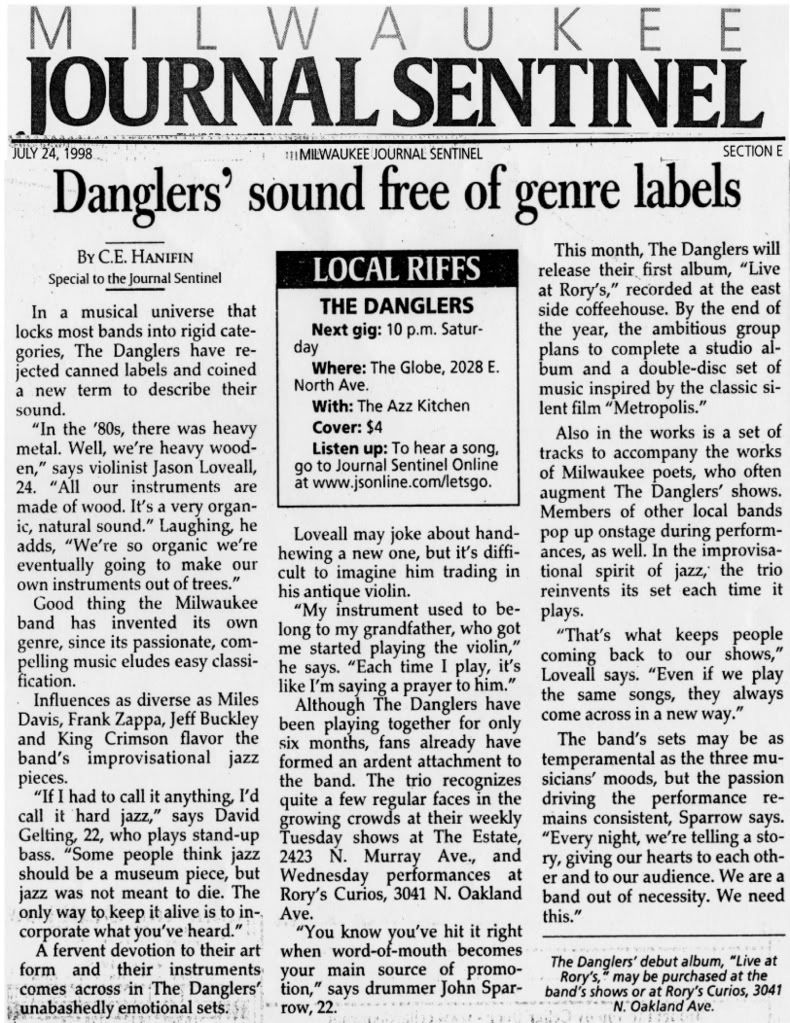 MILWAUKEE
JOURNAL SENTINEL
JULY 24, 1998
MILWAUKEE JOURNAL SENTINEL
SECTION E
Danglers' sound free of genre labels
BY C.E. HANIFIN
Special to the Journal Sentinel
In a musical universe that
locks most bands into rigid cate-
gories, The Danglers have re-
jected canned labels and coined
a new term to describe their
sound.
"In the '80s, there was heavy
metal. Well, we're heavy wood-
en," says violinist Jason Loveall,
24. "All our instruments are
made of wood. It's a very organ-
ic, natural sound." Laughing, he
adds, "We're so organic we're
eventually going to make our
own instruments out of trees."
Good thing the Milwaukee
band has invented its own
genre, since its passionate, com-
pelling music eludes easy classi-
fication.
Influences as diverse as Miles
Davis, Frank Zappa, Jeff Buckley
and King Crimson flavor the
band's improvisational jazz
pieces.
"If I had to call it anything, I'd
call it hard jazz," says David
Gelting, 22, who plays stand-up
bass. "Some people think jazz
should be a museum piece, but
jazz was not meant to die. The
only way to keep it alive is to in-
corporate what you've heard."
A fervent devotion to their art
form and their instruments
comes across in The Danglers'
unabashedly emotional sets.
LOCAL RIFFS
THE DANGLERS
Next gig: 10 p.m. Satur-
day
Where: The Globe, 2028 E.
North Ave.
With: The Azz Kitchen
Cover: $4
Listen up: To hear a song,
go to Journal Sentinel Online
at www.jsonline.com/letsgo.
Loveall may joke about hand-
hewing a new one, but it's diffi-
cult to imagine him trading in
his antique violin.
"My instrument used to be-
long to my grandfather, who got
me started playing the violin,"
he says. "Each time I play, it's
like I'm saying a prayer to him."
Although The Danglers have
been playing together for only
six months, fans already have
formed an ardent attachment to
the band. The trio recognizes
quite a few regular faces in the
growing crowds at their weekly
Tuesday shows at The Estate,
2423 N. Murray Ave., and
Wednesday performances at
Rory's Curios, 3041 N. Oakland
Ave.
"You know you've hit it right
when word-of-mouth becomes
your main source of promo-
tion," says drummer John Spar-
row, 22.
This month, The Danglers will
release their first album, "Live
at Rory's," recorded at the east
side coffeehouse. By the end of
the year, the ambitious group
plans to complete a studio al-
bum and a double-disc set of
music inspired by the classic si-
lent film "Metropolis."
Also in the works is a set of
tracks to accompany the works
of Milwaukee poets, who often
augment The Danglers' shows.
Members of other local bands
pop up onstage during perform-
ances, as well. In the improvisa-
tional spirit of jazz, the trio
reinvents its set each time it
plays.
"That's what keeps people
coming back to our shows,"
Loveall says. "Even if we play
the same songs, they always
come across in a new way."
The band's sets may be as
temperamental as the three mu-
sicians' moods, but the passion
driving the performance re-
mains consistent, Sparrow says.
"Every night, we're telling a sto-
ry, giving our hearts to each oth-
er and to our audience. We are a
band out of necessity. We need
this."
The Danglers' debut album, "Live at
Rory's," may be purchased at the
band's shows or at Rory's Curios, 3041
N. Oakland Ave.